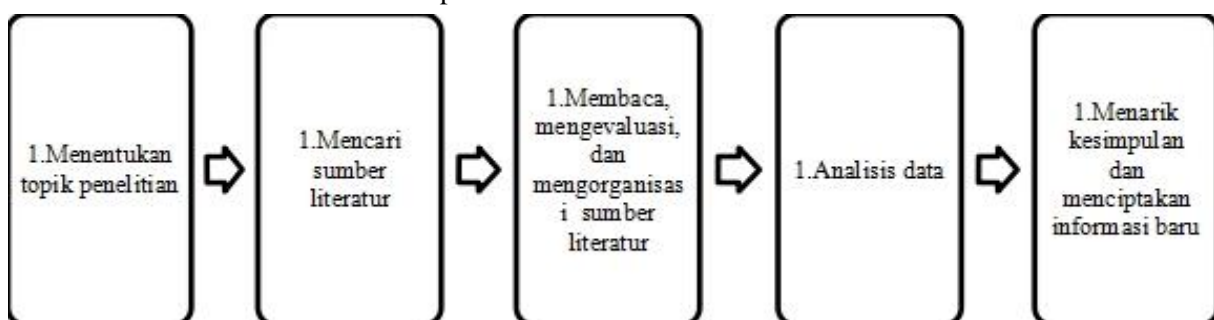 1.Menentukan
topik penelitian
1.Mencari
sumber
literatur
1.Membaca,
mengevaluasi,
dan
mengorganisas
i sumber
literatur
1.Analisis data
1.Menarik
kesimpulan
dan
menciptakan
informasi baru